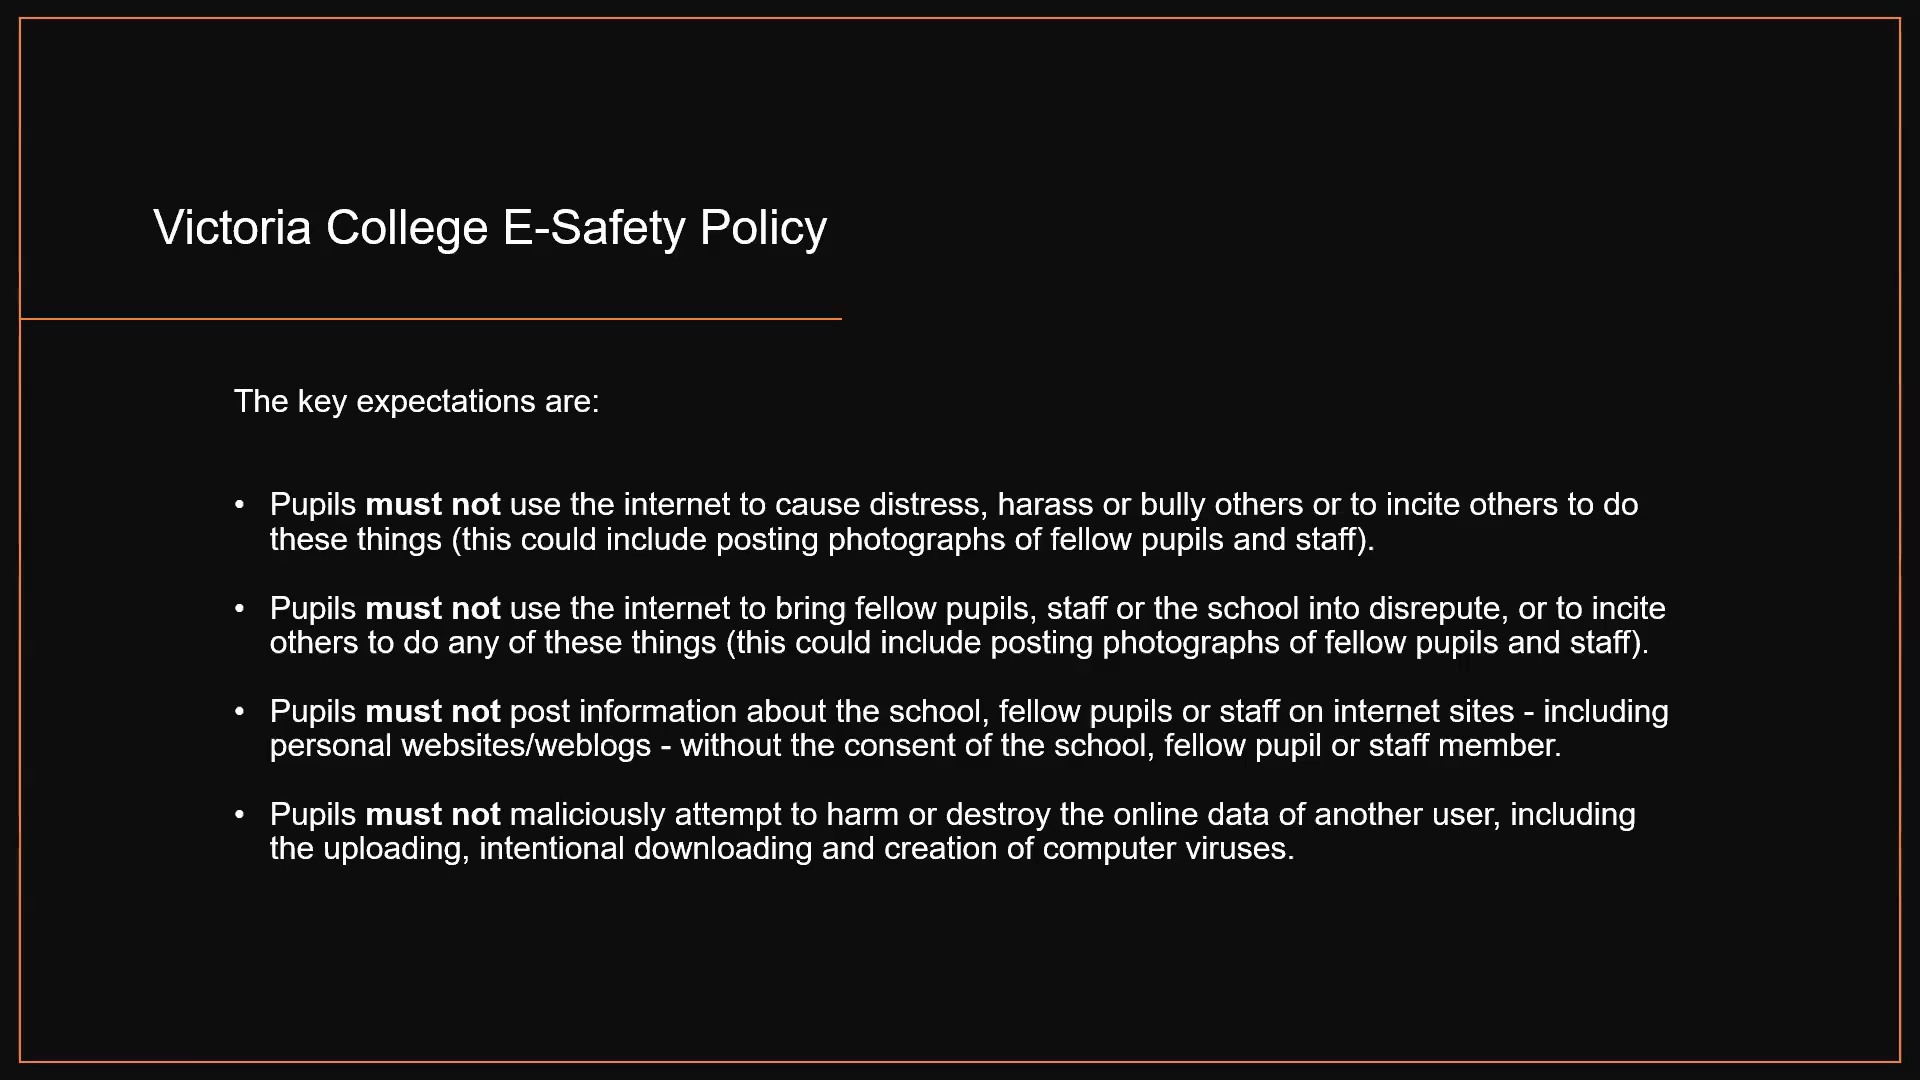 Victoria College E-Safety Policy
The key expectations are:
• Pupils must not use the internet to cause distress, harass or bully others or to incite others to do
these things (this could include posting photographs of fellow pupils and staff).
• Pupils must not use the internet to bring fellow pupils, staff or the school into disrepute, or to incite
others to do any of these things (this could include posting photographs of fellow pupils and staff).
• Pupils must not post information about the school, fellow pupils or staff on internet sites - including
personal websites/weblogs - without the consent of the school, fellow pupil or staff member.
• Pupils must not maliciously attempt to harm or destroy the online data of another user, including
the uploading, intentional downloading and creation of computer viruses.